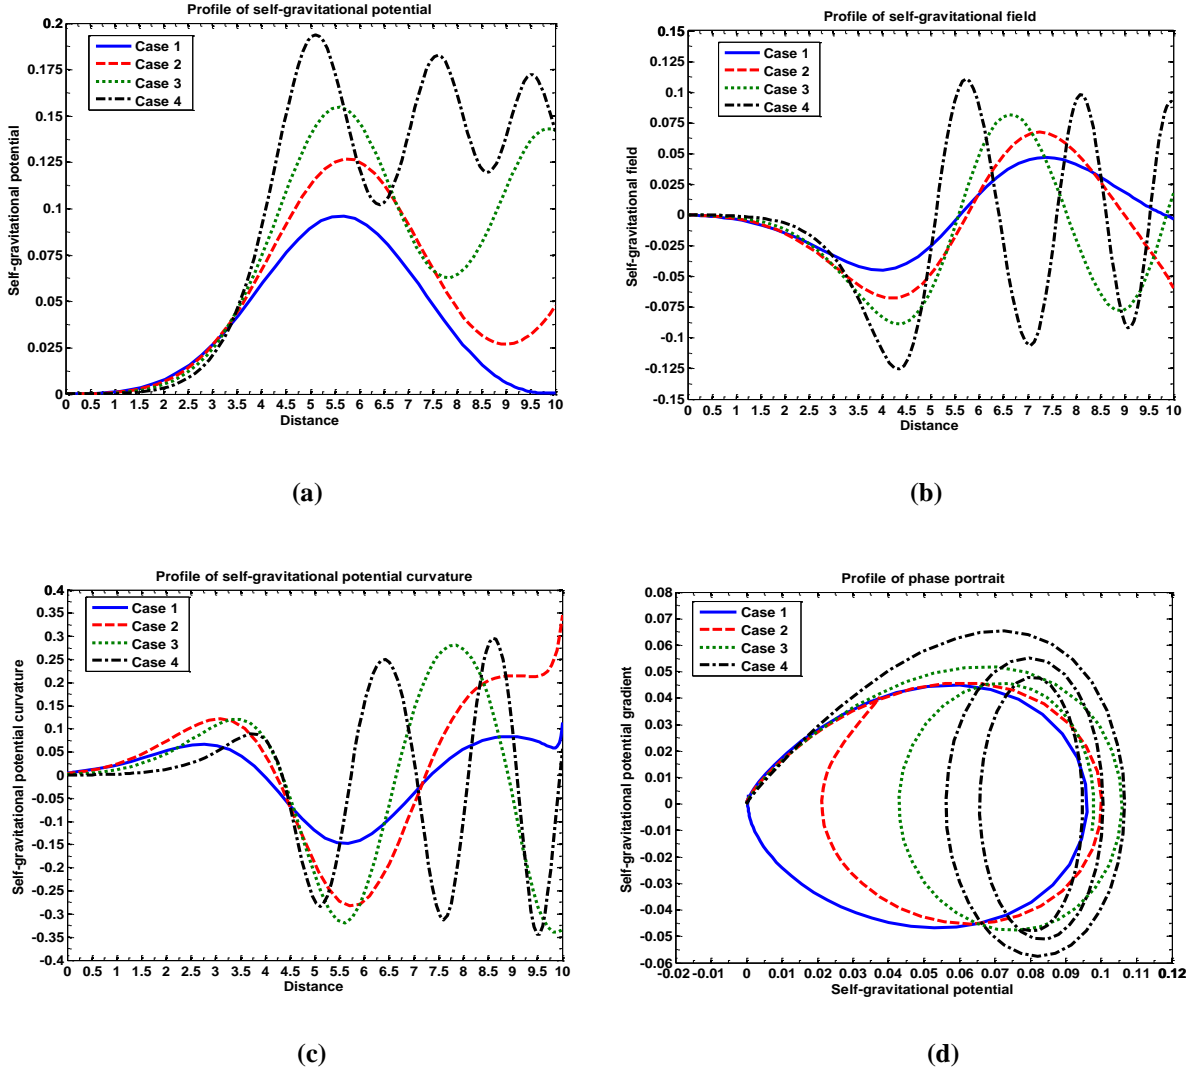 Profile of self-gravitational potential
Self-gravitational potential
0.2
0.175
0.15
0.125
0.1
0.075
0.05
0.025
0
Case 1
Case 2
Case 3
Case 4
0 0.5 1 1.5 2 2.5 3 3.5 4 4.5 5 5.5 6 6.5 7 7.5 8 8.5 9 9.5 10
Distance
(a)
Profile of self-gravitational field
Self-gravitational field
0.15
0.1
0.075
0.05
0.025
0
-0.025
-0.05
-0.075
-0.1
-0.15
Case 1
Case 2
Case 3
Case 4
0 0.5 1 1.5 2 2.5 3 3.5 4 4.5 5 5.5 6 6.5 7 7.5 8 8.5 9 9.5 10
Distance
(b)
Profile of self-gravitational potential curvature
Self-gravitational potential curvature
0.4
0.3
0.25
0.2
0.15
0.1
0.05
0
-0.05
-0.1
-0.15
-0.2
-0.25
-0.3
-0.35
-0.4
Case 1
Case 2
Case 3
Case 4
0 0.5 1 1.5 2 2.5 3 3.5 4 4.5 5 5.5 6 6.5 7 7.5 8 8.5 9 9.5 10
Distance
(c)
Profile of phase portrait
Self-gravitational potential gradient
0.08
0.06
0.05
0.04
0.03
0.02
0.01
0
-0.01
-0.02
-0.03
-0.04
-0.05
-0.06
Case 1
Case 2
Case 3
Case 4
-0.02 -0.01 0 0.01 0.02 0.03 0.04 0.05 0.06 0.07 0.08 0.09 0.1 0.11 0.12
Self-gravitational potential
(d)